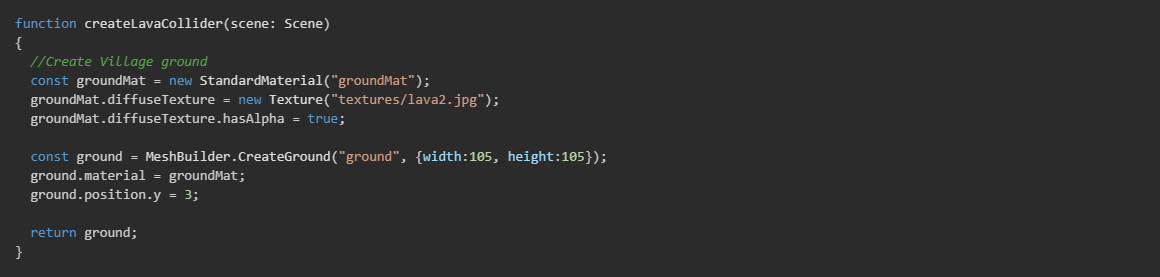 function createLavaCollider(scene: Scene)
{
  //Create Village ground
  const groundMat = new StandardMaterial("groundMat");
  groundMat.diffuseTexture = new Texture("textures/lava2.jpg");
  groundMat.diffuseTexture.hasAlpha = true;

  const ground = MeshBuilder.CreateGround("ground", {width:105, height:105});
  ground.material = groundMat;
  ground.position.y = 3;

  return ground;
}